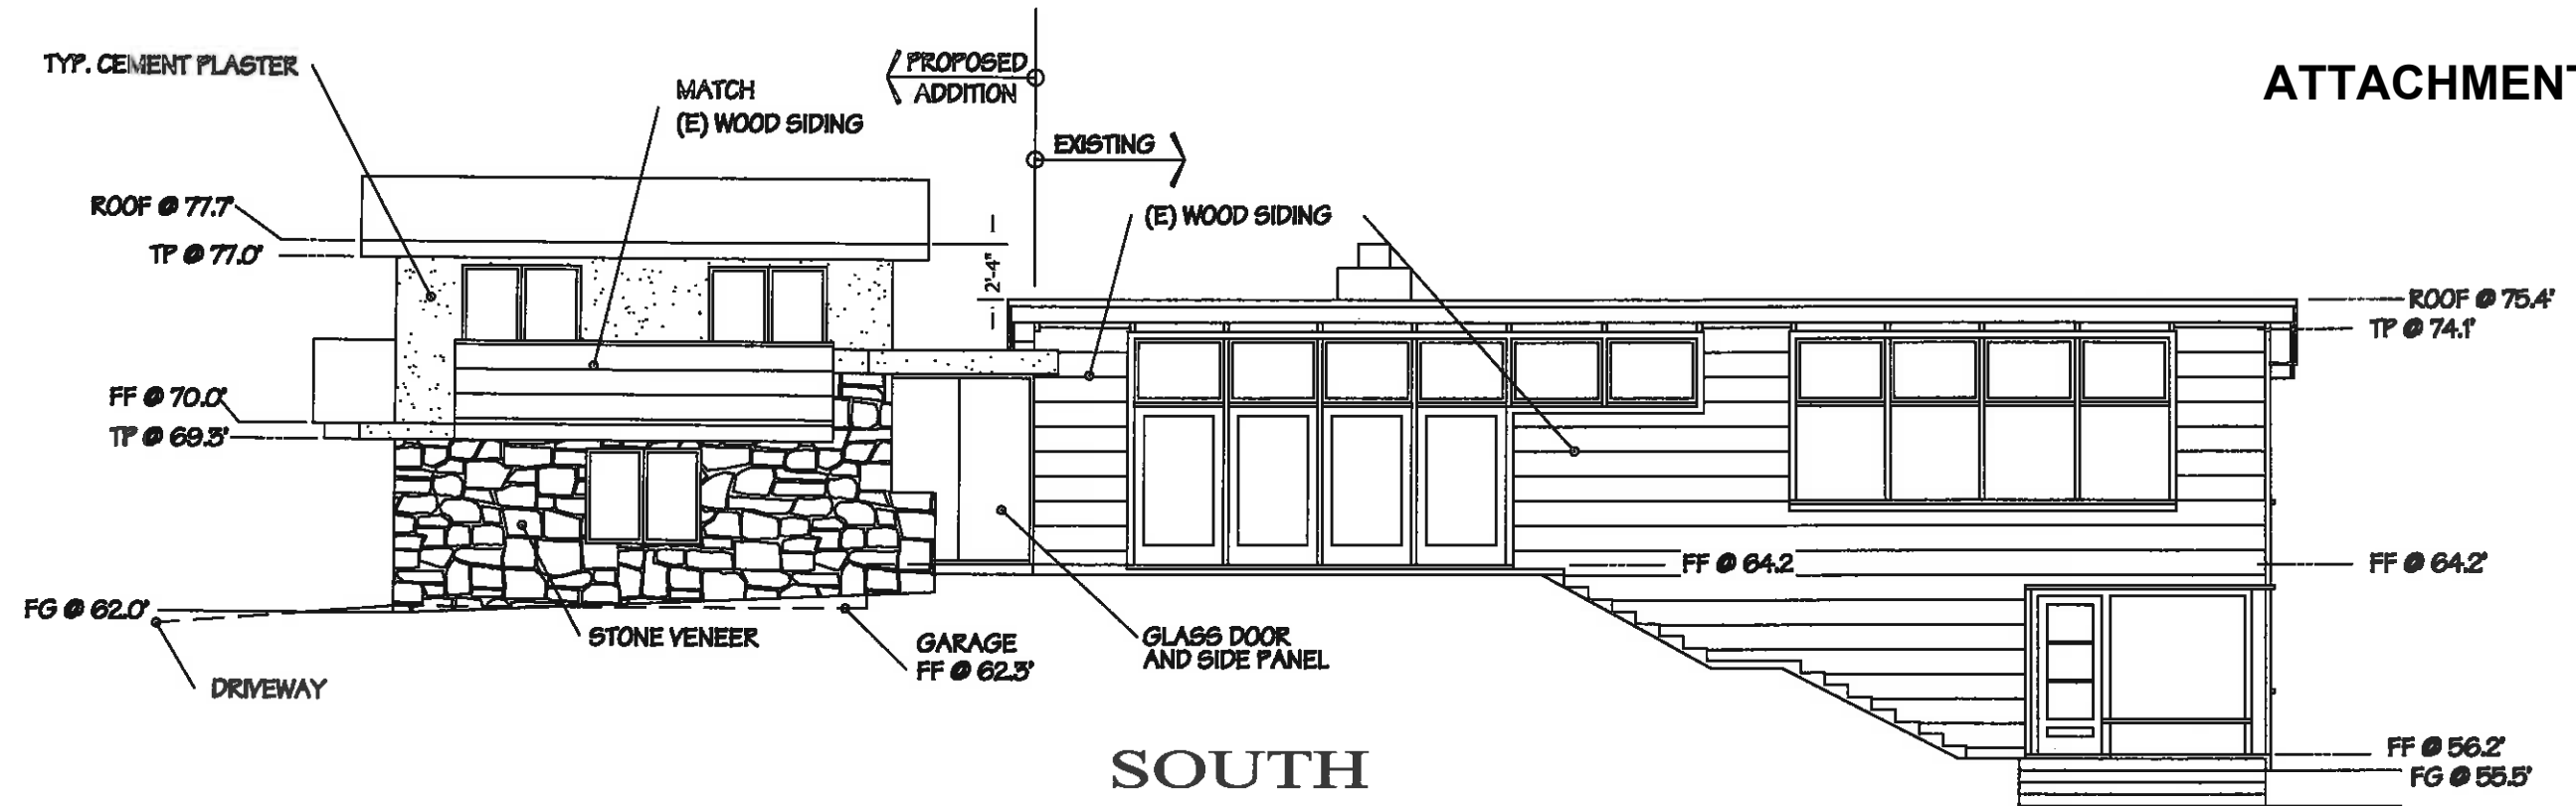 TYP. CEMENT PLASTER
MATCH
(E) WOOD SIDING
PROPOSED
ADDITION
ATTACHMENT
EXISTING
(E) WOOD SIDING
ROOF @ 77.7'
TP @ 77.0'
2'-4"
ROOF @ 75.4'
TP @ 74.1'
FF @ 70.0'
TP @ 69.3'
FF @ 64.2
FF @ 64.2'
FG @ 62.0'
STONE VENEER
GARAGE
FF @ 62.3'
GLASS DOOR
AND SIDE PANEL
DRIVEWAY
SOUTH
FF @ 56.2'
FG @ 55.5'